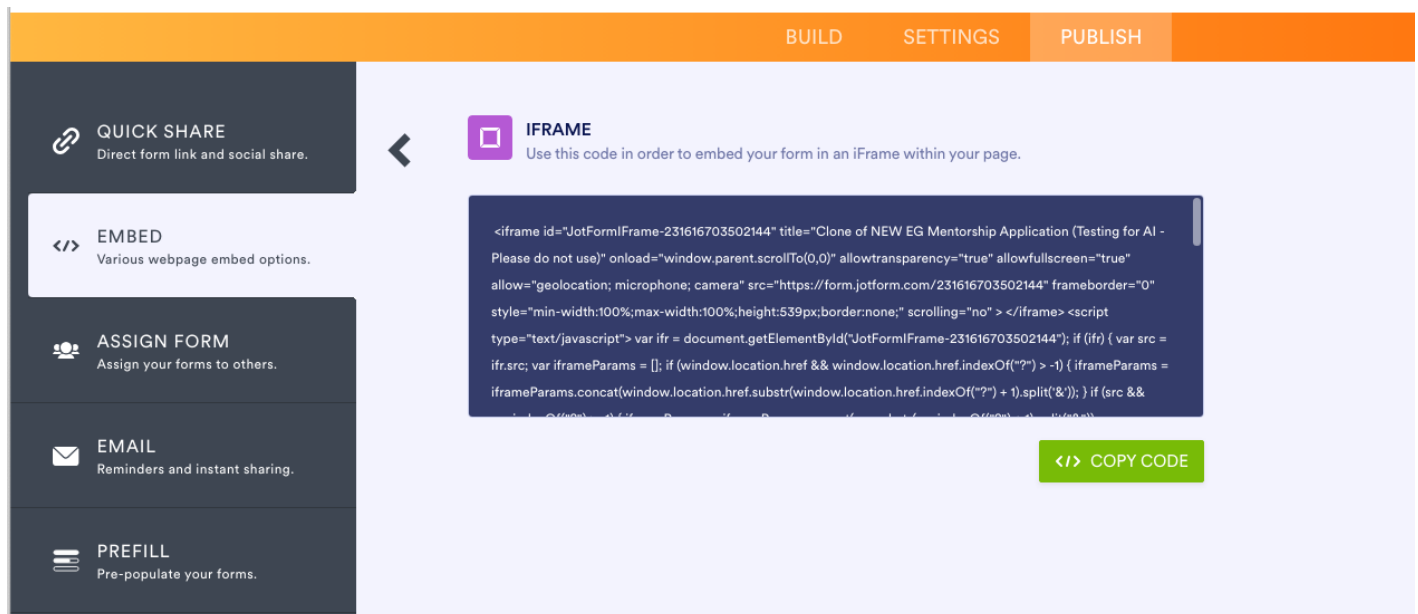 BUILD
SETTINGS
PUBLISH
QUICK SHARE
Direct form link and social share.
EMBED
Various webpage embed options.
ASSIGN FORM
Assign your forms to others.
EMAIL
Reminders and instant sharing.
PREFILL
Pre-populate your forms.
IFRAME
Use this code in order to embed your form in an iFrame within your page.
<iframe id="JotFormIFrame-231616703502144" title="Clone of NEW EG Mentorship Application (Testing for AI -
Please do not use)" onload="window.parent.scrollTo(0,0)" allowtransparency="true" allowfullscreen="true"
allow="geolocation; microphone; camera" src="https://form.jotform.com/231616703502144" frameborder="0"
style="min-width:100%;max-width:100%;height:539px;border:none;" scrolling="no" > </iframe> <script
type="text/javascript"> var ifr = document.getElementById("JotFormIFrame-231616703502144"); if (ifr) { var src =
ifr.src; var iframeParams = []; if (window.location.href && window.location.href.indexOf("?") > -1) { iframeParams =
iframeParams.concat(window.location.href.substr(window.location.href.indexOf("?") + 1).split('&')); } if (src &&
</> COPY CODE